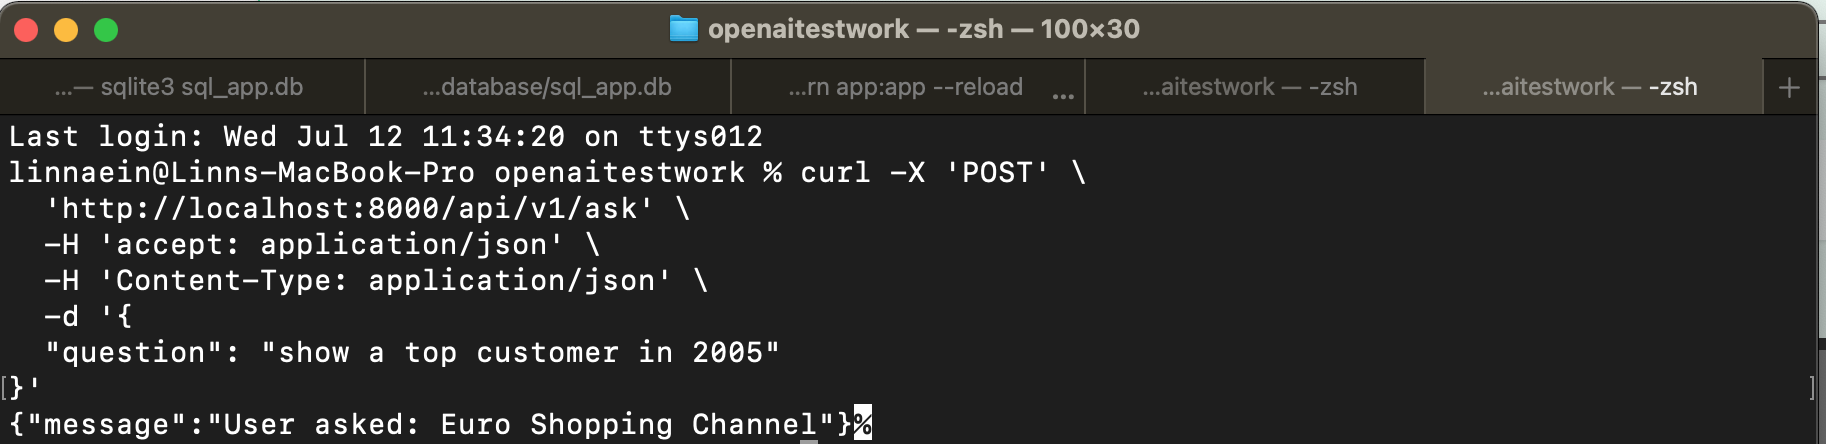 openaitestwork — -zsh — 100×30
...— sqlite3 sql_app.db
...database/sql_app.db
...rn app:app --reload ...
...aitestwork — -zsh
...aitestwork — -zsh
+
Last login: Wed Jul 12 11:34:20 on ttys012
linnaein@Linns-MacBook-Pro openaitestwork % curl -X 'POST' \
  'http://localhost:8000/api/v1/ask' \
  -H 'accept: application/json' \
  -H 'Content-Type: application/json' \
  -d '{
  "question": "show a top customer in 2005"
}'
{"message":"User asked: Euro Shopping Channel"}%